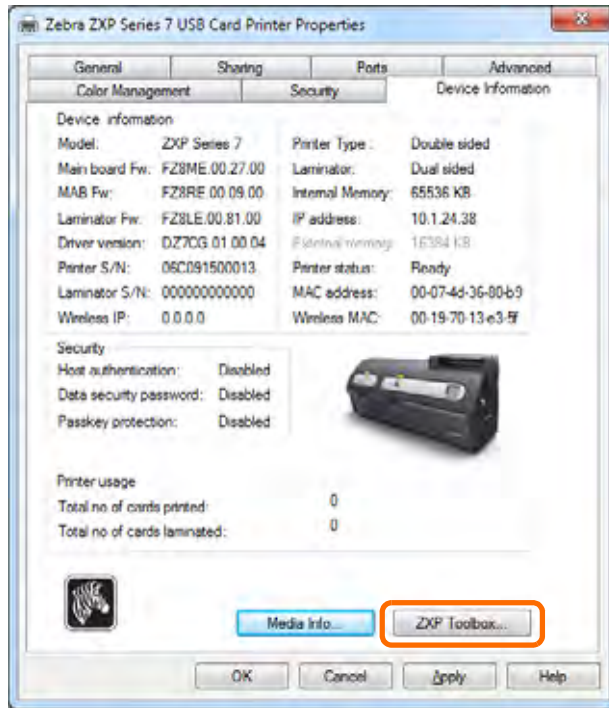 Zebra ZXP Series 7 USB Card Printer Properties
General Sharing Ports Advanced
Color Management Security Device Information
Device information
Model: ZXP Series 7 Printer Type : Double sided
Main board Fw: FZ8ME.00.27.00 Laminator: Dual sided
MAB Fw: FZ8RE.00.09.00 Internal Memory: 65536 KB
Laminator Fw: FZ8LE.00.81.00 IP address: 10.1.24.38
Driver version: DZ7CG.01.00.04 External memory: 16384 KB
Printer S/N: 06C091500013 Printer status: Ready
Laminator S/N: 000000000000 MAC address: 00-07-4d-36-80-b9
Wireless IP: 0.0.0.0 Wireless MAC: 00-19-70-13-e3-5f
Security
Host authentication: Disabled
Data security password: Disabled
Passkey protection: Disabled
Printer usage
Total no of cards printed: 0
Total no of cards laminated: 0
Media Info... ZXP Toolbox...
OK Cancel Apply Help